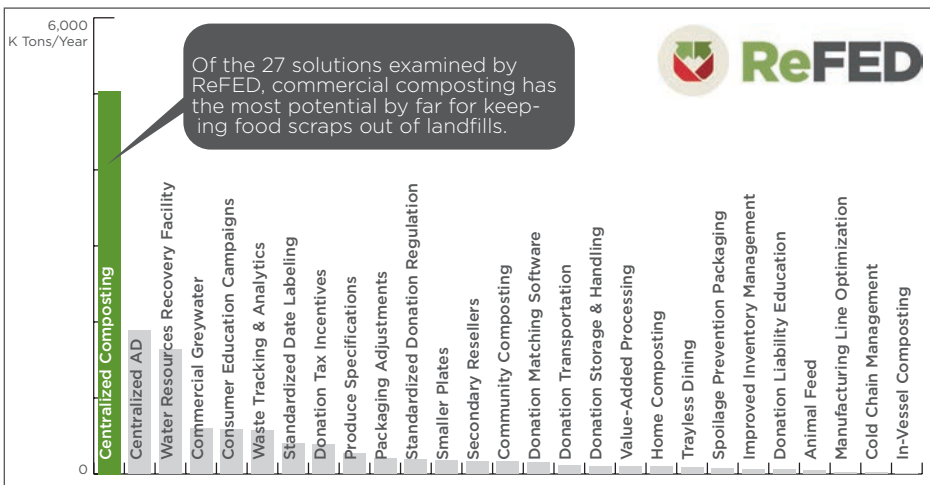 6,000
K Tons/Year
Of the 27 solutions examined by
ReFED, commercial composting has
the most potential by far for keep-
ing food scraps out of landfills.
ReFED
Centralized Composting
Centralized AD
Water Resources Recovery Facility
Commercial Greywater
Consumer Education Campaigns
Waste Tracking & Analytics
Standardized Date Labeling
Donation Tax Incentives
Produce Specifications
Packaging Adjustments
Standardized Donation Regulation
Smaller Plates
Secondary Resellers
Community Composting
Donation Matching Software
Donation Transportation
Donation Storage & Handling
Value-Added Processing
Home Composting
Trayless Dining
Spoilage Prevention Packaging
Improved Inventory Management
Donation Liability Education
Animal Feed
Manufacturing Line Optimization
Cold Chain Management
In-Vessel Composting
0